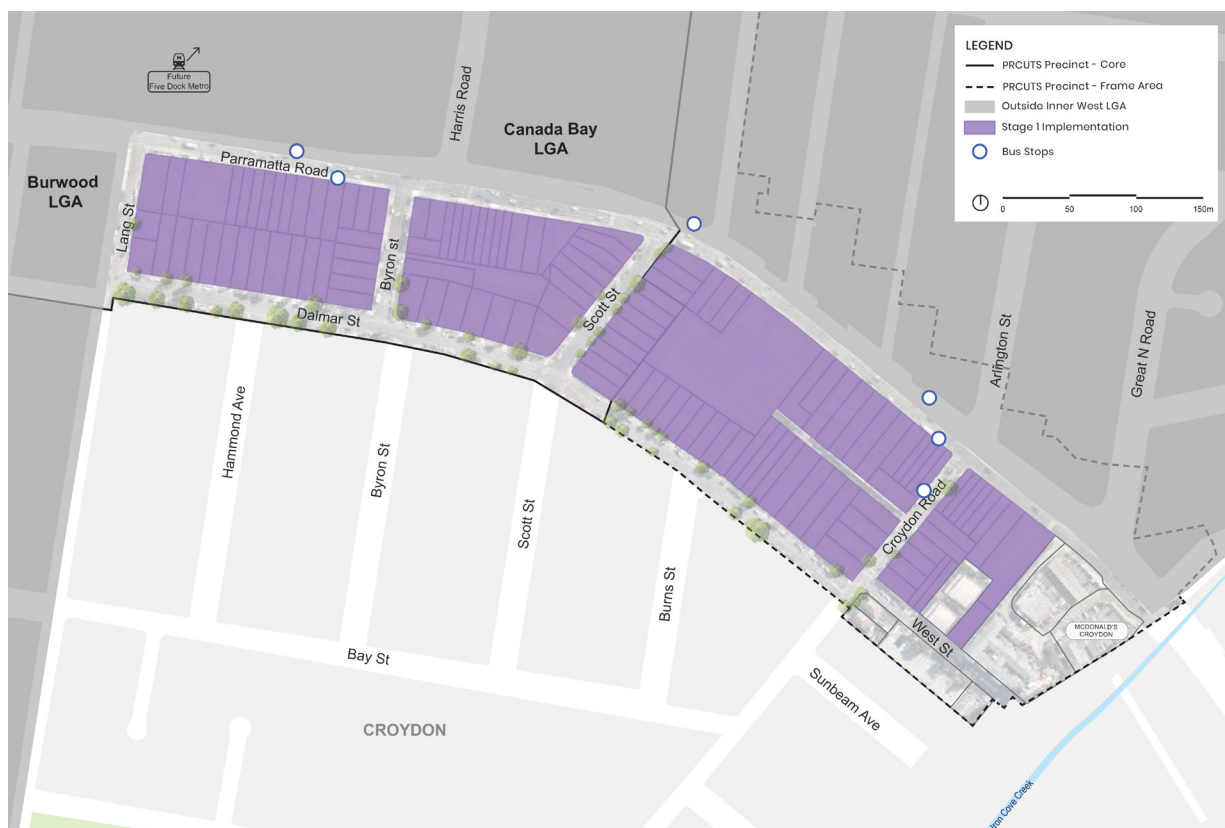 LEGEND
PRCUTS Precinct - Core
PRCUTS Precinct - Frame Area
Outside Inner West LGA
Stage 1 Implementation
Bus Stops
0 50 100 150m
Future
Five Dock Metro
Harris Road
Canada Bay
LGA
Burwood
LGA
Parramatta Road
Lang St
Byron st
Scott St
Dalmar St
Arlington St
Great N Road
Hammond Ave
Byron St
Scott St
Burns St
Croydon Road
West St
MCDONALD'S
CROYDON
Bay St
Sunbeam Ave
CROYDON
Iron Cove Creek